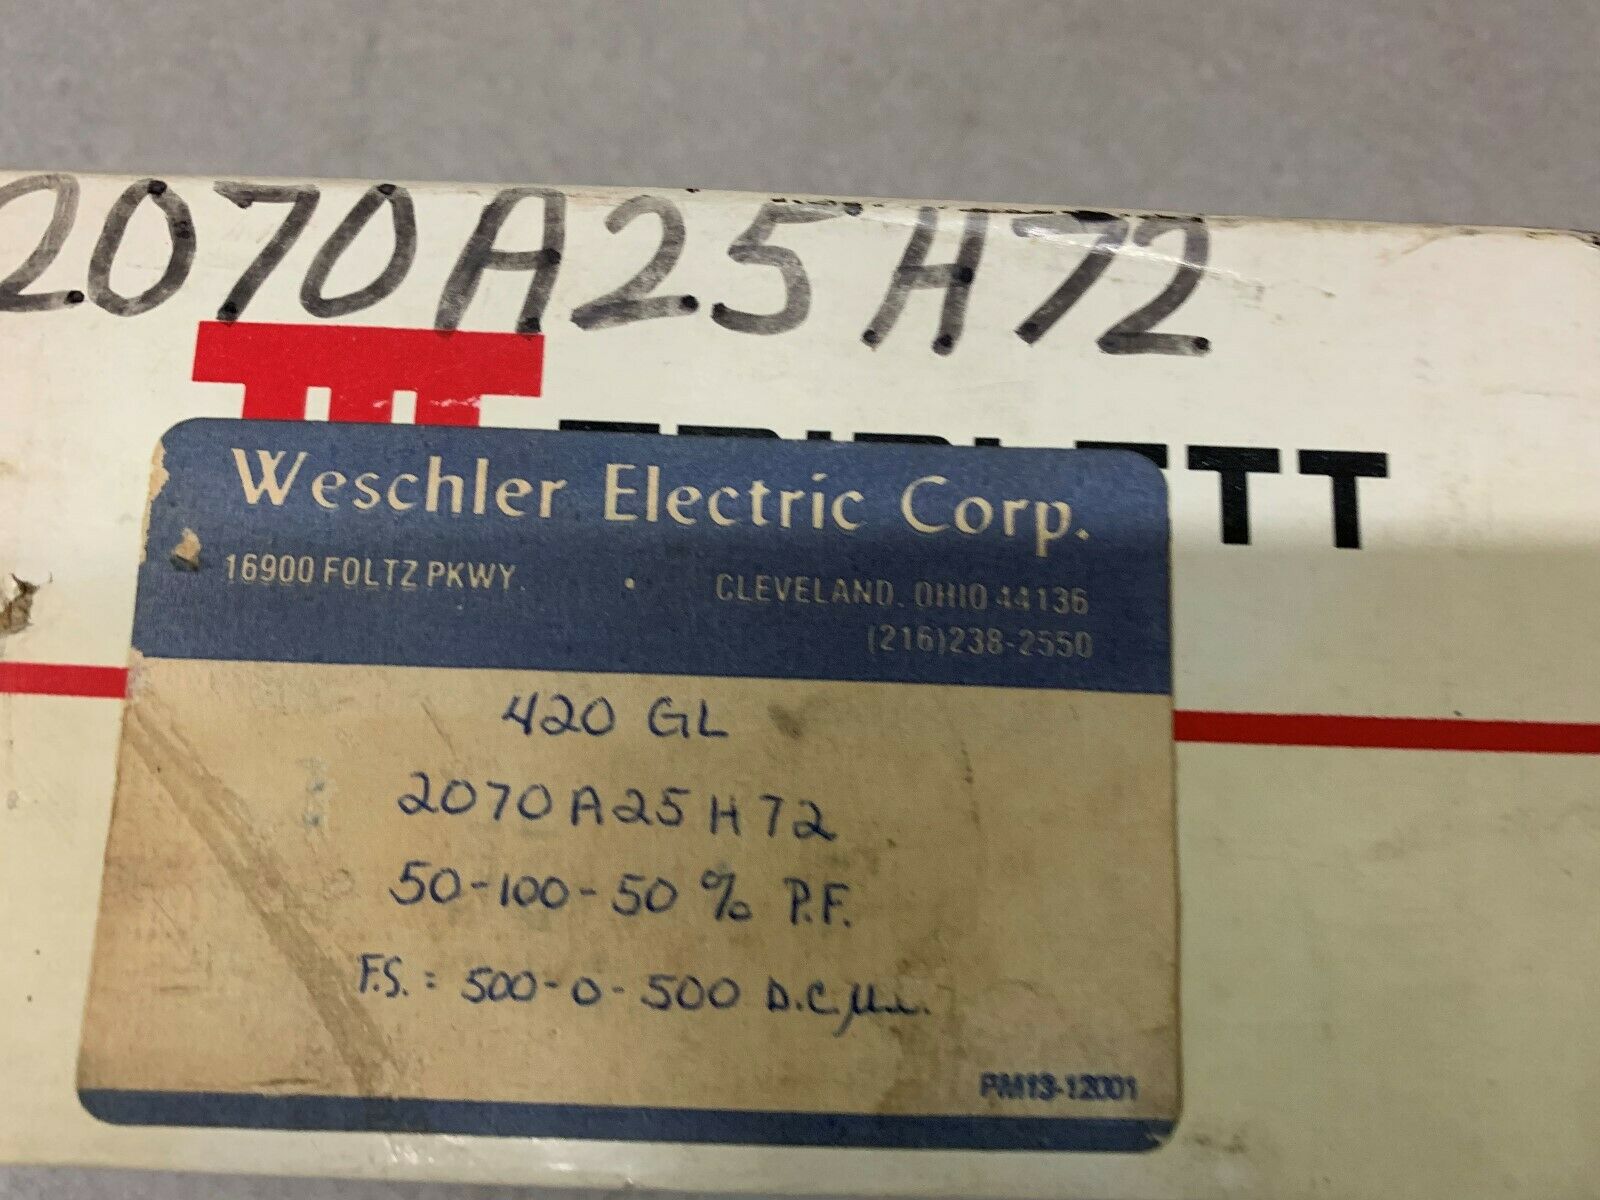 2070A25H72
TRIPLETT
Weschler Electric Corp.
16900 FOLTZ PKWY. • CLEVELAND, OHIO 44136
(216)238-2550
420 GL
2070A25H72
50-100-50 % P.F.
F.S. = 500-0-500 D.C.
PM13-12001